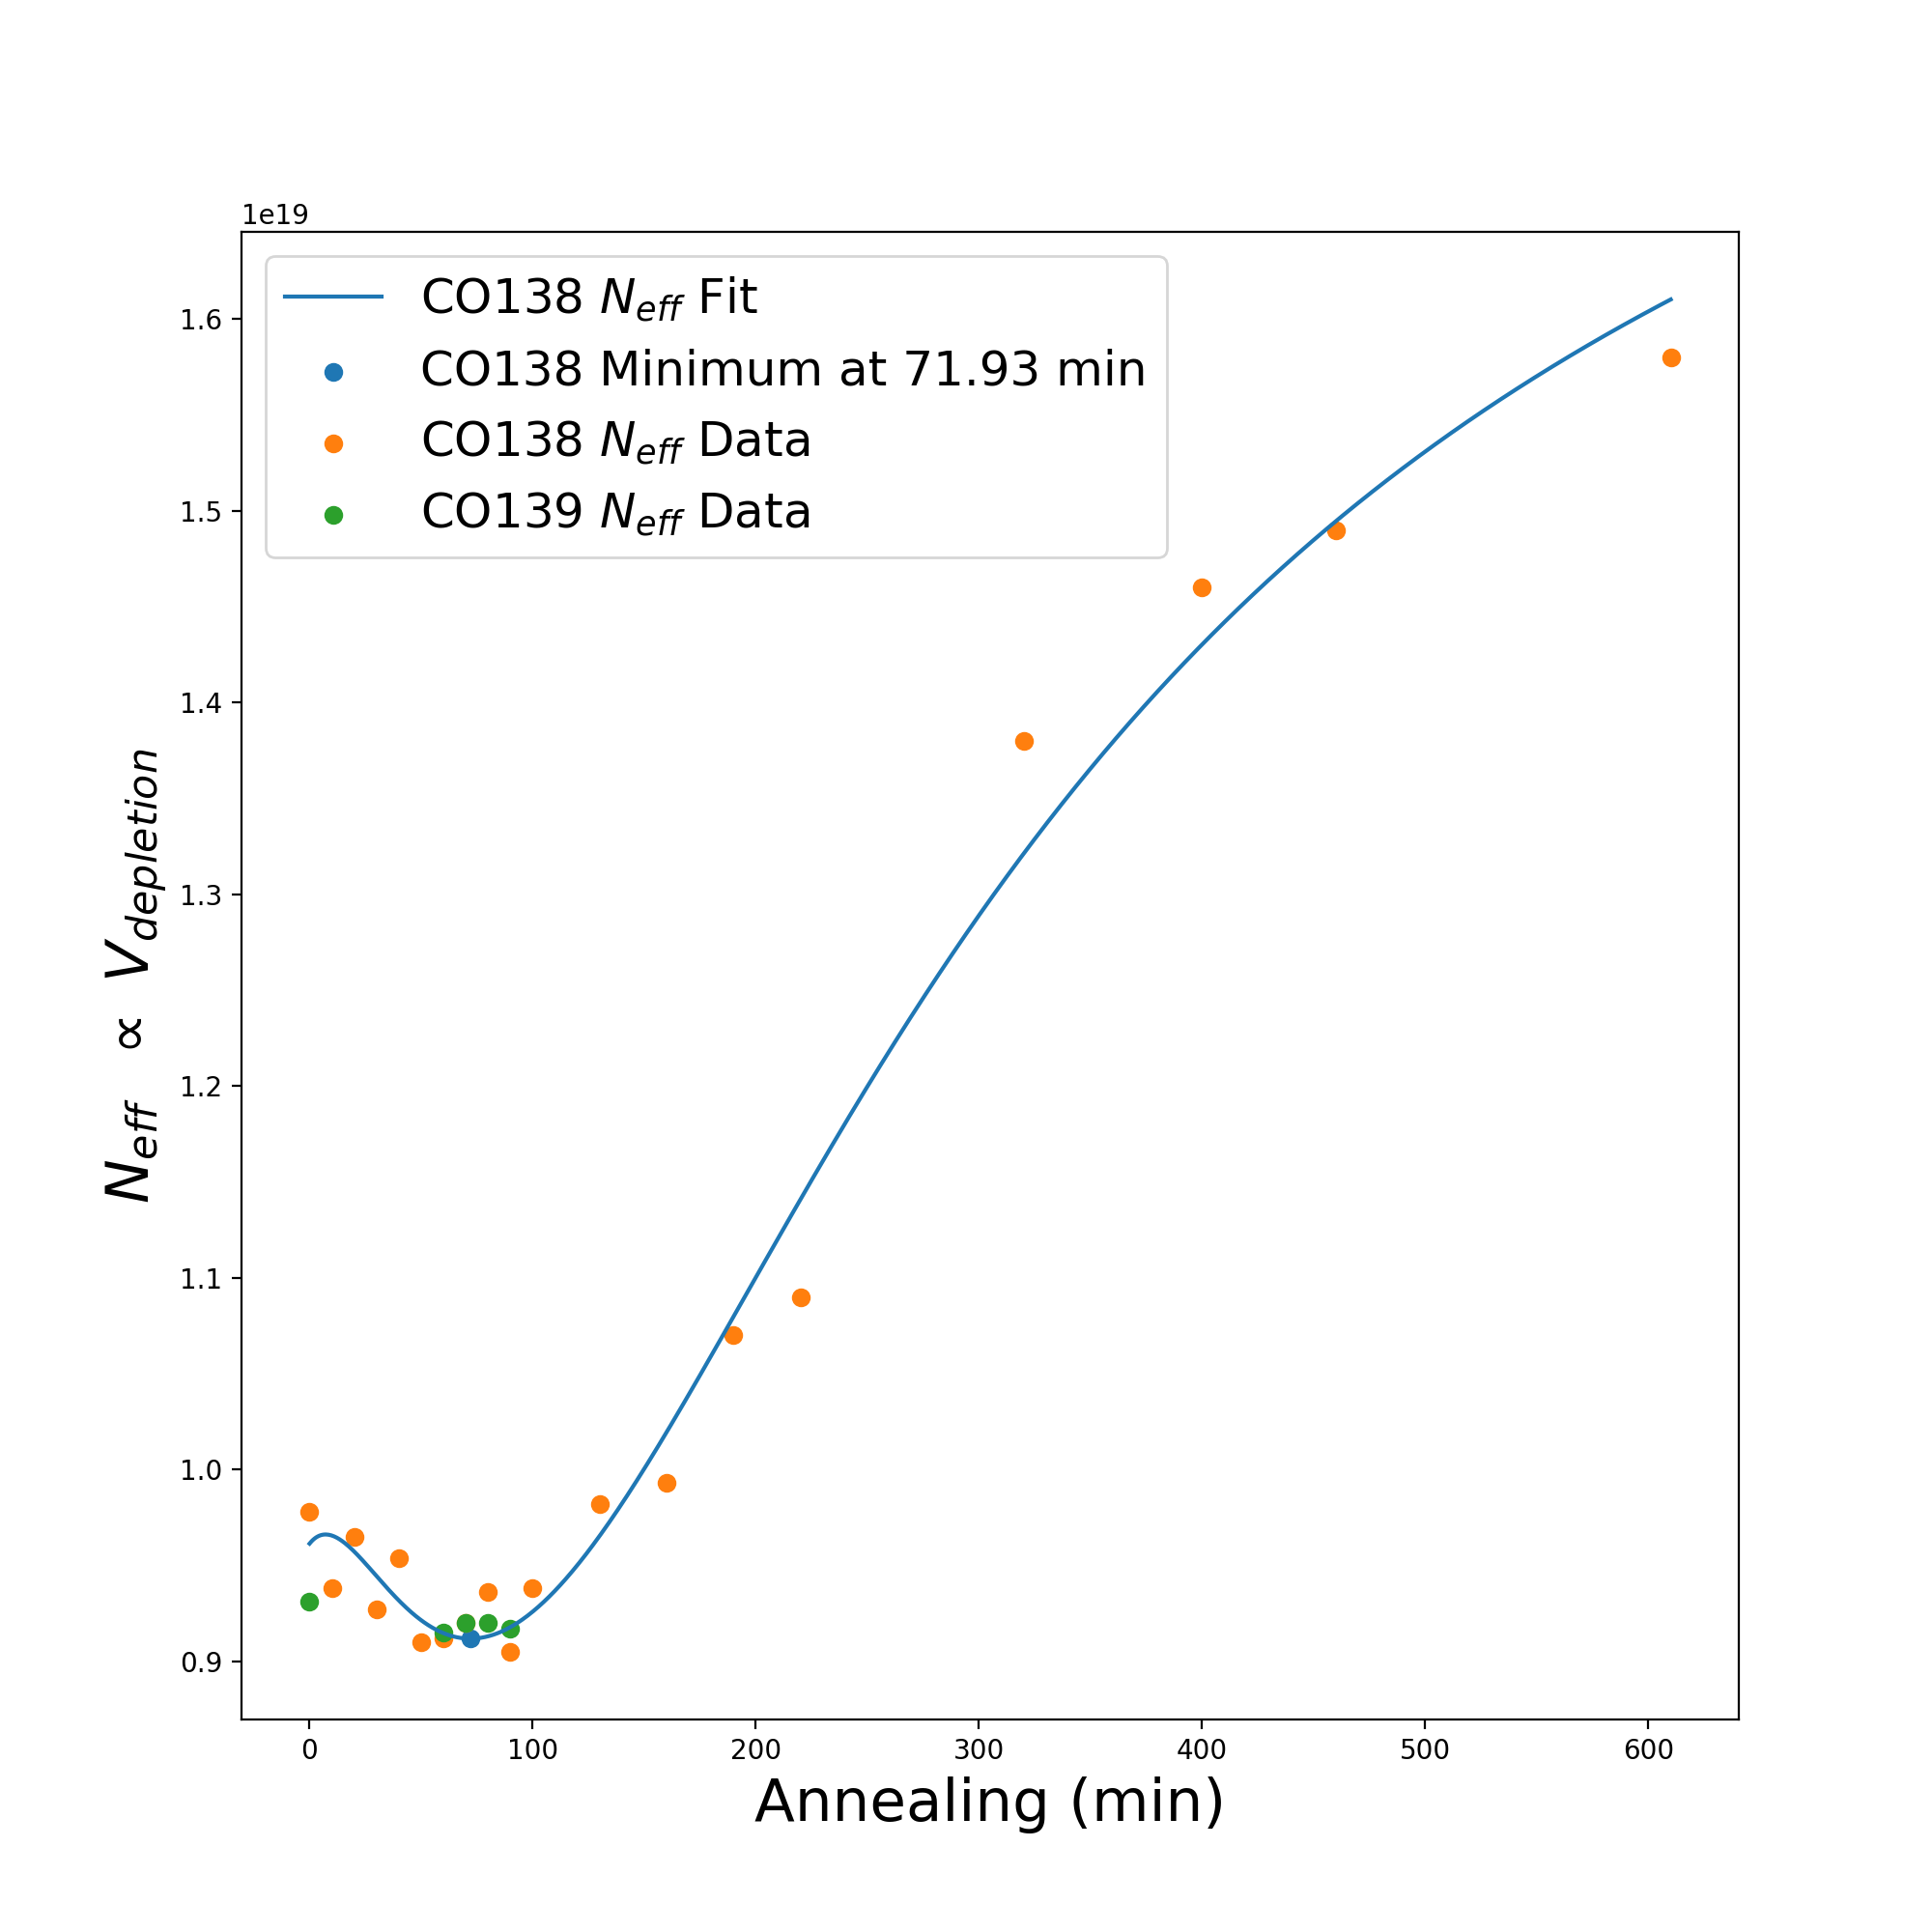 1e19
CO138 N_eff Fit
CO138 Minimum at 71.93 min
CO138 N_eff Data
CO139 N_eff Data
1.6
1.5
1.4
1.3
1.2
1.1
1.0
0.9
N_eff ∝ V_depletion
0 100 200 300 400 500 600
Annealing (min)